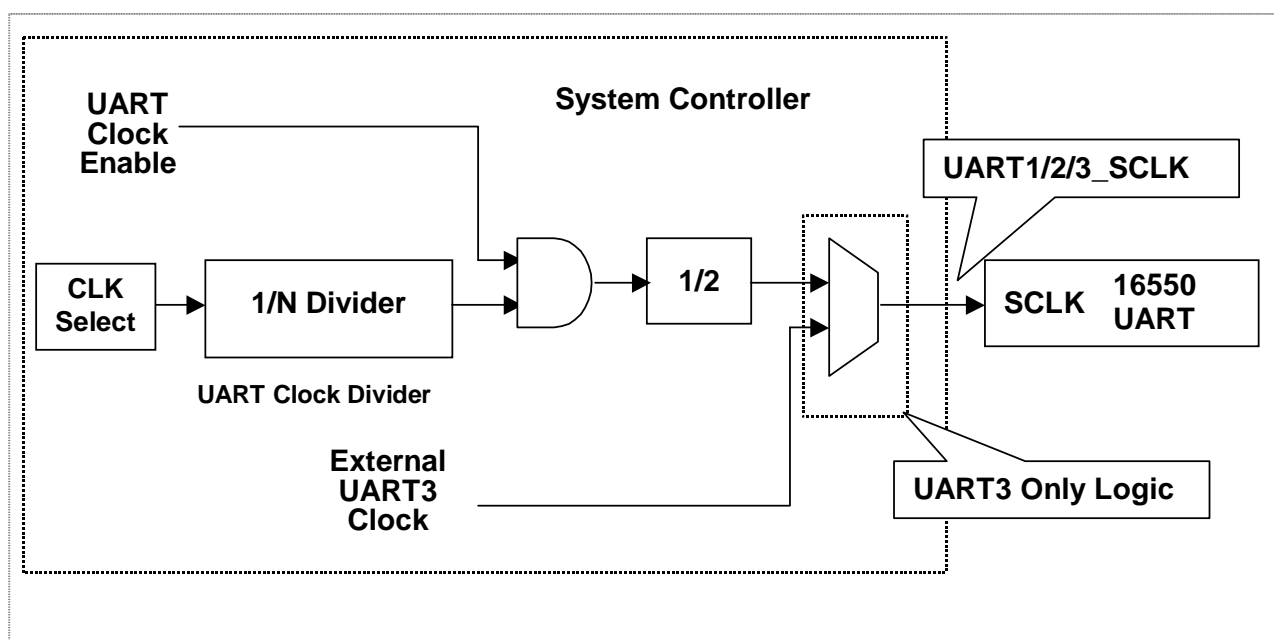 System Controller
UART
Clock
Enable
UART1/2/3_SCLK
CLK
Select
1/N Divider
1/2
SCLK 16550
UART
UART Clock Divider
External
UART3
Clock
UART3 Only Logic